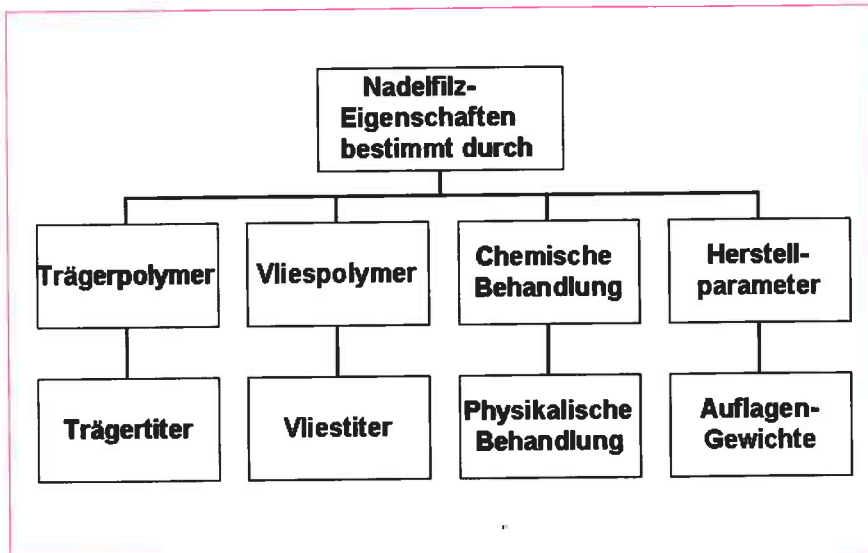 Nadelfilz-
Eigenschaften
bestimmt durch
Trägerpolymer
Vliespolymer
Chemische
Behandlung
Herstell-
parameter
Trägertiter
Vliestiter
Physikalische
Behandlung
Auflagen-
Gewichte